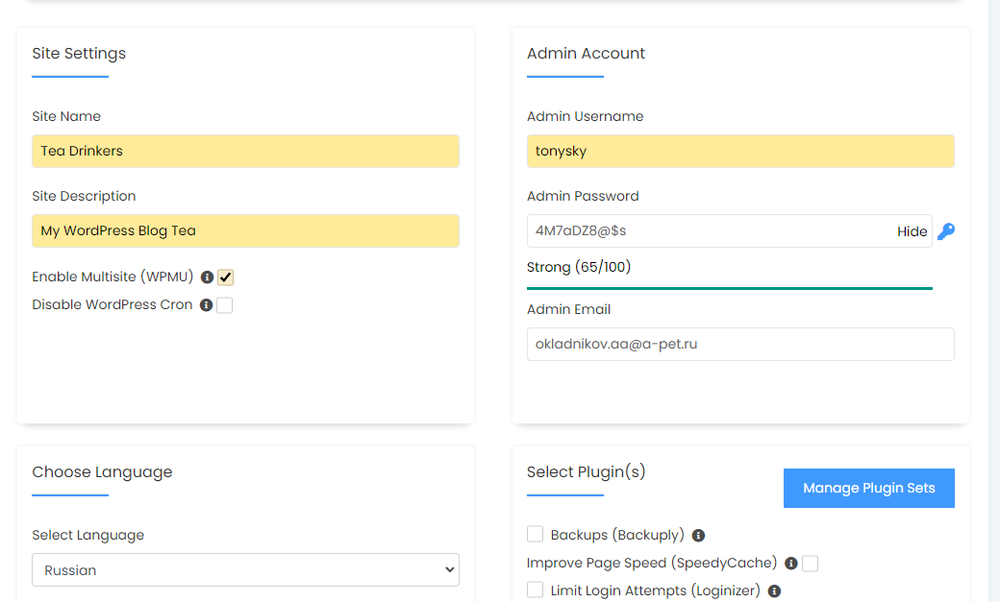 Site Settings
Site Name
Tea Drinkers
Site Description
My WordPress Blog Tea
Enable Multisite (WPMU)
Disable WordPress Cron
Admin Account
Admin Username
tonysky
Admin Password
4M7aDZ8@$s
Hide
Strong (65/100)
Admin Email
okladnikov.aa@a-pet.ru
Choose Language
Select Language
Russian
Select Plugin(s)
Manage Plugin Sets
Backups (Backuply)
Improve Page Speed (SpeedyCache)
Limit Login Attempts (Loginizer)